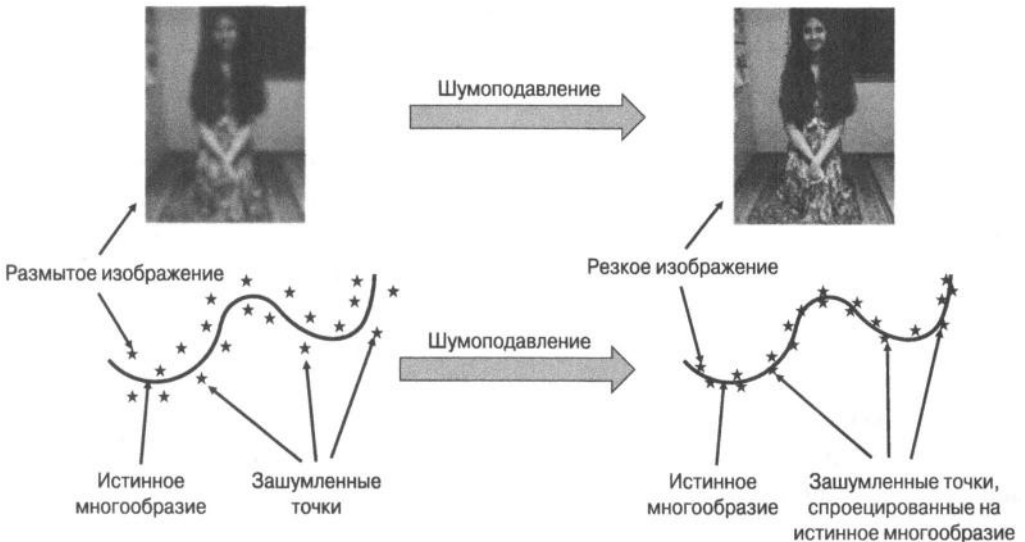 Шумоподавление
Размытое изображение
Резкое изображение
Шумоподавление
Истинное
многообразие
Зашумленные
точки
Истинное
многообразие
Зашумленные точки,
спроецированные на
истинное многообразие